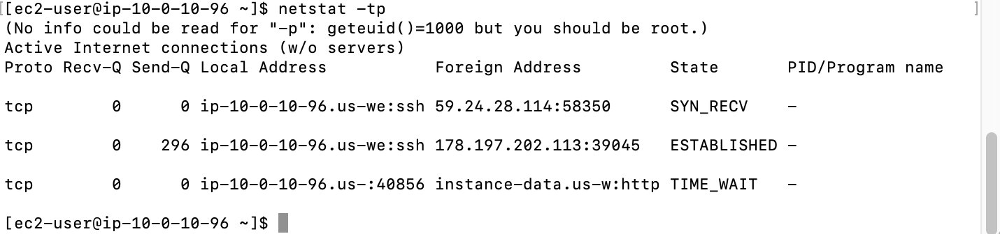 [[ec2-user@ip-10-0-10-96 ~]$ netstat -tp ]
(No info could be read for "-p": geteuid()=1000 but you should be root.)
Active Internet connections (w/o servers)
Proto Recv-Q Send-Q Local Address           Foreign Address         State       PID/Program name
tcp        0      0 ip-10-0-10-96.us-we:ssh 59.24.28.114:58350      SYN_RECV    -
tcp        0    296 ip-10-0-10-96.us-we:ssh 178.197.202.113:39045   ESTABLISHED -
tcp        0      0 ip-10-0-10-96.us-:40856 instance-data.us-w:http TIME_WAIT   -
[ec2-user@ip-10-0-10-96 ~]$